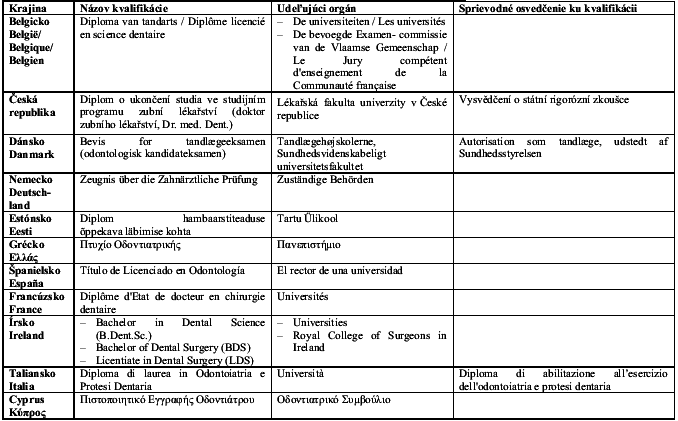 Krajina Názov kvalifikácie Udeľujúci orgán Sprievodné osvedčenie ku kvalifikácii
Belgicko
België/
Belgique/
Belgien
Diploma van tandarts / Diplôme licencié
en science dentaire
– De universiteiten / Les universités
– De bevoegde Examen- commissie
van de Vlaamse Gemeenschap /
Le Jury compétent
d'enseignement de la
Communauté française
Česká
republika
Diplom o ukončení studia ve studijním
programu zubní lékařství (doktor
zubního lékařství, Dr. med. Dent.)
Lékařská fakulta univerzity v České
republice
Vysvědčení o státní rigorózní zkoušce
Dánsko
Danmark
Bevis for tandlægeeksamen
(odontologisk kandidateksamen)
Tandlægehøjskolerne,
Sundhedsvidenskabeligt
universitetsfakultet
Autorisation som tandlæge, udstedt af
Sundhedsstyrelsen
Nemecko
Deutsch-
land
Zeugnis über die Zahnärztliche Prüfung
Zuständige Behörden
Estónsko
Eesti
Diplom hambaarstiteaduse
õppekava läbimise kohta
Tartu Ülikool
Grécko
Ελλάς
Πτυχίο Οδοντιατρικής
Πανεπιστήμιο
Španielsko
España
Título de Licenciado en Odontología
El rector de una universidad
Francúzsko
France
Diplôme d'Etat de docteur en chirurgie
dentaire
Universités
Írsko
Ireland
– Bachelor in Dental Science
(B.Dent.Sc.)
– Bachelor of Dental Surgery (BDS)
– Licentiate in Dental Surgery (LDS)
– Universities
– Royal College of Surgeons in
Ireland
Taliansko
Italia
Diploma di laurea in Odontoiatria e
Protesi Dentaria
Università
Diploma di abilitazione all'esercizio
dell'odontoiatria e protesi dentaria
Cyprus
Κύπρος
Πιστοποιητικό Εγγραφής Οδοντιάτρου
Οδοντιατρικό Συμβούλιο